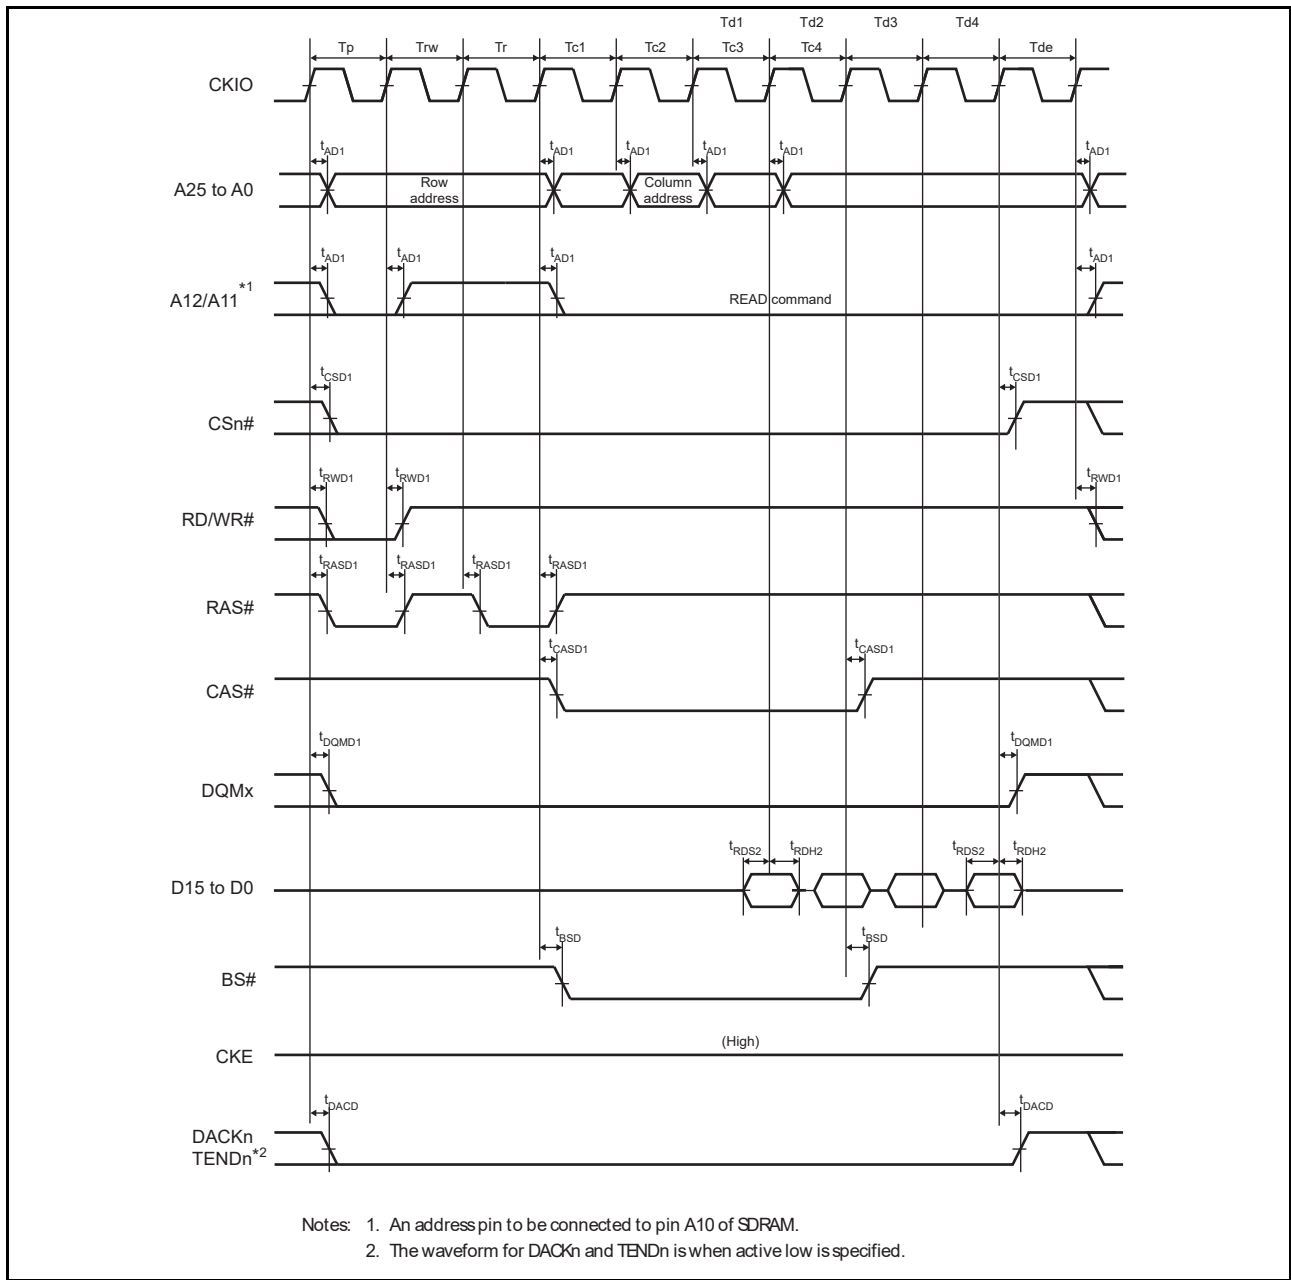 Td1 Td2 Td3 Td4
Tp Trw Tr Tc1 Tc2 Tc3 Tc4 Tde
CKIO
tAD1 tAD1 tAD1 tAD1 tAD1 tAD1
A25 to A0
Row address
Column address
tAD1 tAD1 tAD1 tAD1
A12/A11 *1
READ command
tCSD1 tCSD1
CSn#
tRWD1 tRWD1 tRWD1
RD/WR#
tRASD1 tRASD1 tRASD1 tRASD1
RAS#
tCASD1 tCASD1
CAS#
tDQMD1 tDQMD1
DQMx
tRDS2 tRDH2 tRDS2 tRDH2
D15 to D0
tBSD tBSD
BS#
(High)
CKE
tDACD tDACD
DACKn
TENDn*2
Notes: 1. An address pin to be connected to pin A10 of SDRAM.
2. The waveform for DACKn and TENDn is when active low is specified.